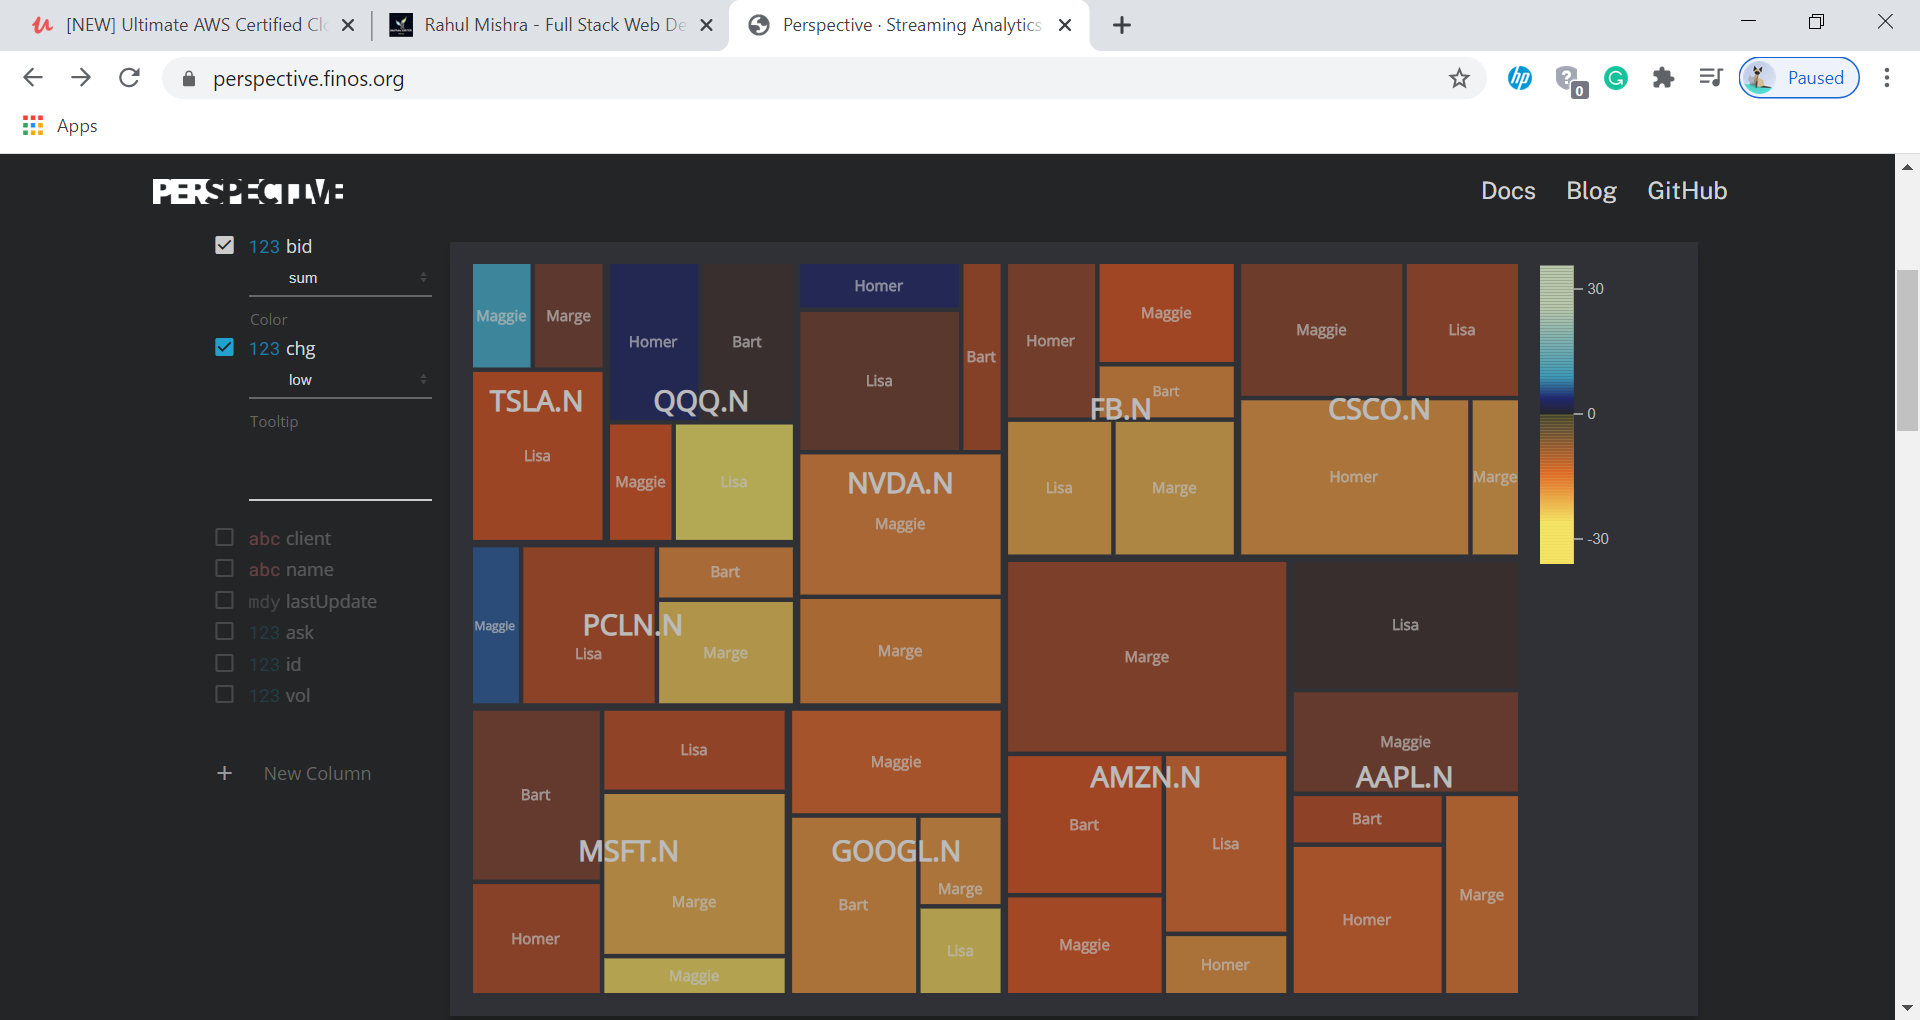 [NEW] Ultimate AWS Certified Cl
Rahul Mishra - Full Stack Web De
Perspective · Streaming Analytics
perspective.finos.org
0
Paused
Apps
PERSPECTIVE
Docs
Blog
GitHub
123 bid
sum
Color
123 chg
low
Tooltip
abc client
abc name
mdy lastUpdate
123 ask
123 id
123 vol
+ New Column
Maggie
Marge
TSLA.N
Lisa
Homer
Bart
QQQ.N
Maggie
Lisa
Homer
Lisa
Bart
NVDA.N
Maggie
Marge
Homer
Maggie
Bart
FB.N
Lisa
Marge
Maggie
Lisa
CSCO.N
Homer
Marge
Maggie
PCLN.N
Lisa
Bart
Marge
Bart
Lisa
MSFT.N
Marge
Homer
Maggie
Maggie
GOOGL.N
Bart
Marge
Lisa
Marge
AMZN.N
Bart
Lisa
Maggie
Homer
Lisa
Maggie
AAPL.N
Bart
Homer
Marge
30
0
-30